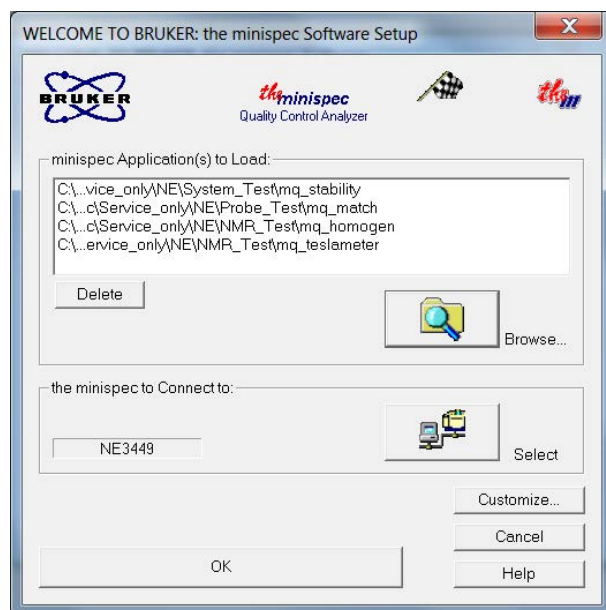 WELCOME TO BRUKER: the minispec Software Setup
BRUKER
the minispec
Quality Control Analyzer
the m
minispec Application(s) to Load:
C:\...vice_only\NE\System_Test\mq_stability
C:\...c\Service_only\NE\Probe_Test\mq_match
C:\...c\Service_only\NE\NMR_Test\mq_homogen
C:\...ervice_only\NE\NMR_Test\mq_teslameter
Delete
Browse...
the minispec to Connect to:
NE3449
Select
Customize...
Cancel
OK
Help